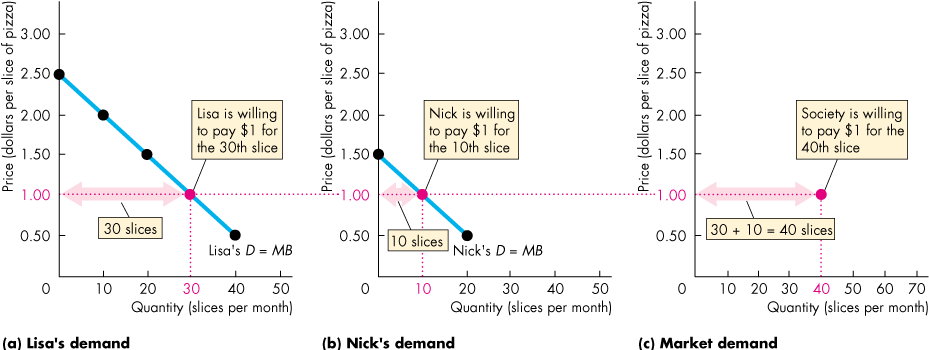 Price (dollars per slice of pizza)
3.00
2.50
2.00
1.50
1.00
0.50
0
10
20
30
40
50
Quantity (slices per month)
Lisa is willing
to pay $1 for
the 30th slice
30 slices
Lisa's D = MB
(a) Lisa's demand
Price (dollars per slice of pizza)
3.00
2.50
2.00
1.50
1.00
0.50
0
10
20
30
40
50
Quantity (slices per month)
Nick is willing
to pay $1 for
the 10th slice
10 slices
Nick's D = MB
(b) Nick's demand
Price (dollars per slice of pizza)
3.00
2.50
2.00
1.50
1.00
0.50
0
10
20
30
40
50
60
70
Quantity (slices per month)
Society is willing
to pay $1 for the
40th slice
30 + 10 = 40 slices
(c) Market demand